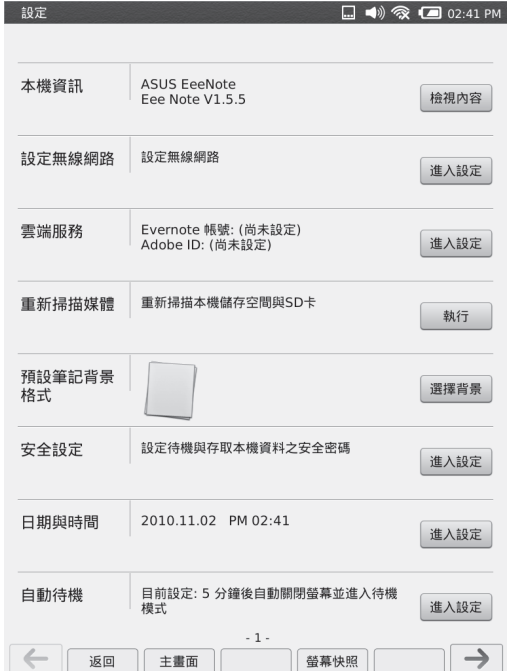 設定 02:41 PM
本機資訊
ASUS EeeNote
Eee Note V1.5.5
檢視內容
設定無線網路
設定無線網路
進入設定
雲端服務
Evernote 帳號: (尚未設定)
Adobe ID: (尚未設定)
進入設定
重新掃描媒體
重新掃描本機儲存空間與SD卡
執行
預設筆記背景
格式
選擇背景
安全設定
設定待機與存取本機資料之安全密碼
進入設定
日期與時間
2010.11.02 PM 02:41
進入設定
自動待機
目前設定: 5 分鐘後自動關閉螢幕並進入待機
模式
進入設定
- 1 -
返回 主畫面 螢幕快照